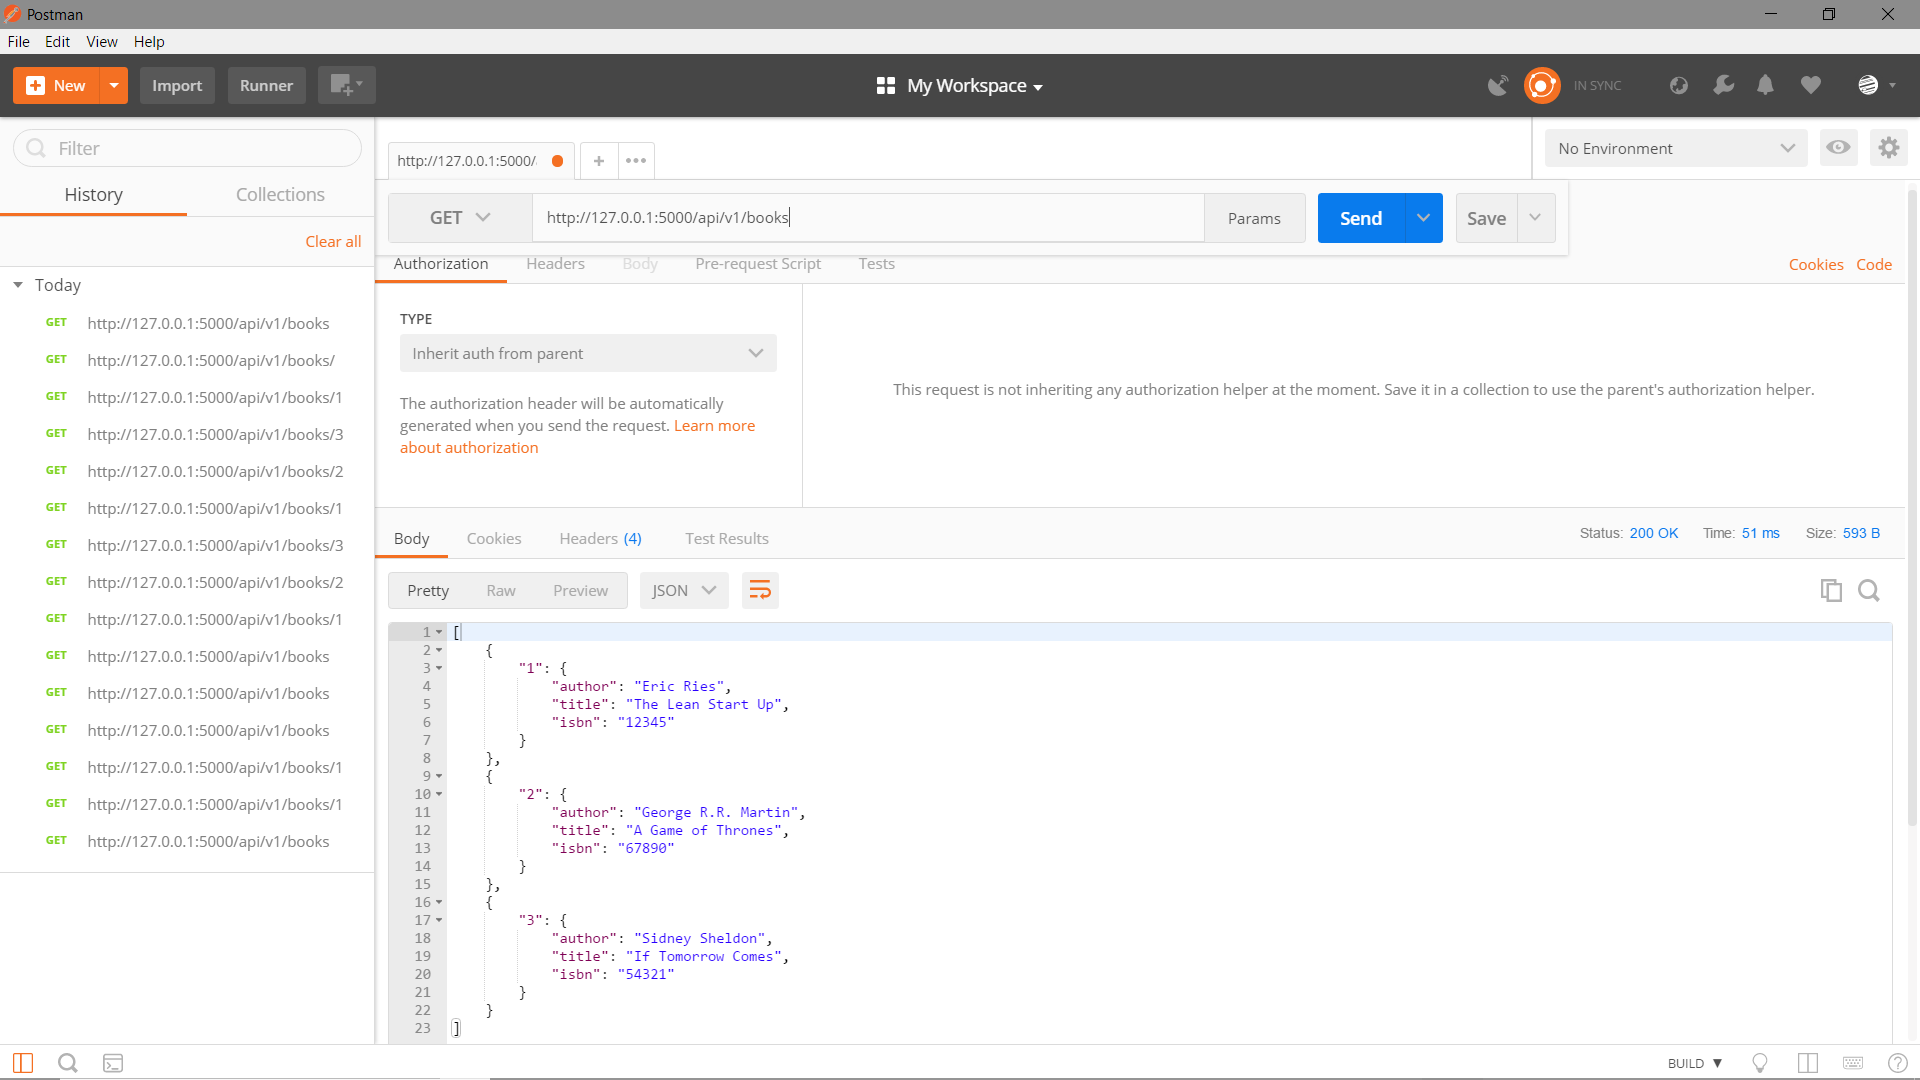 Postman
File Edit View Help
New Import Runner My Workspace IN SYNC
Filter
History Collections
Clear all
Today
GET http://127.0.0.1:5000/api/v1/books
GET http://127.0.0.1:5000/api/v1/books/
GET http://127.0.0.1:5000/api/v1/books/1
GET http://127.0.0.1:5000/api/v1/books/3
GET http://127.0.0.1:5000/api/v1/books/2
GET http://127.0.0.1:5000/api/v1/books/1
GET http://127.0.0.1:5000/api/v1/books/3
GET http://127.0.0.1:5000/api/v1/books/2
GET http://127.0.0.1:5000/api/v1/books/1
GET http://127.0.0.1:5000/api/v1/books
GET http://127.0.0.1:5000/api/v1/books
GET http://127.0.0.1:5000/api/v1/books
GET http://127.0.0.1:5000/api/v1/books/1
GET http://127.0.0.1:5000/api/v1/books/1
GET http://127.0.0.1:5000/api/v1/books
http://127.0.0.1:5000/ + •••
No Environment
GET http://127.0.0.1:5000/api/v1/books Params Send Save
Authorization Headers Body Pre-request Script Tests Cookies Code
TYPE
Inherit auth from parent
The authorization header will be automatically
generated when you send the request. Learn more
about authorization
This request is not inheriting any authorization helper at the moment. Save it in a collection to use the parent's authorization helper.
Body Cookies Headers (4) Test Results Status: 200 OK Time: 51 ms Size: 593 B
Pretty Raw Preview JSON
1 [
2 {
3 "1": {
4 "author": "Eric Ries",
5 "title": "The Lean Start Up",
6 "isbn": "12345"
7 }
8 },
9 {
10 "2": {
11 "author": "George R.R. Martin",
12 "title": "A Game of Thrones",
13 "isbn": "67890"
14 }
15 },
16 {
17 "3": {
18 "author": "Sidney Sheldon",
19 "title": "If Tomorrow Comes",
20 "isbn": "54321"
21 }
22 }
23 ]
BUILD